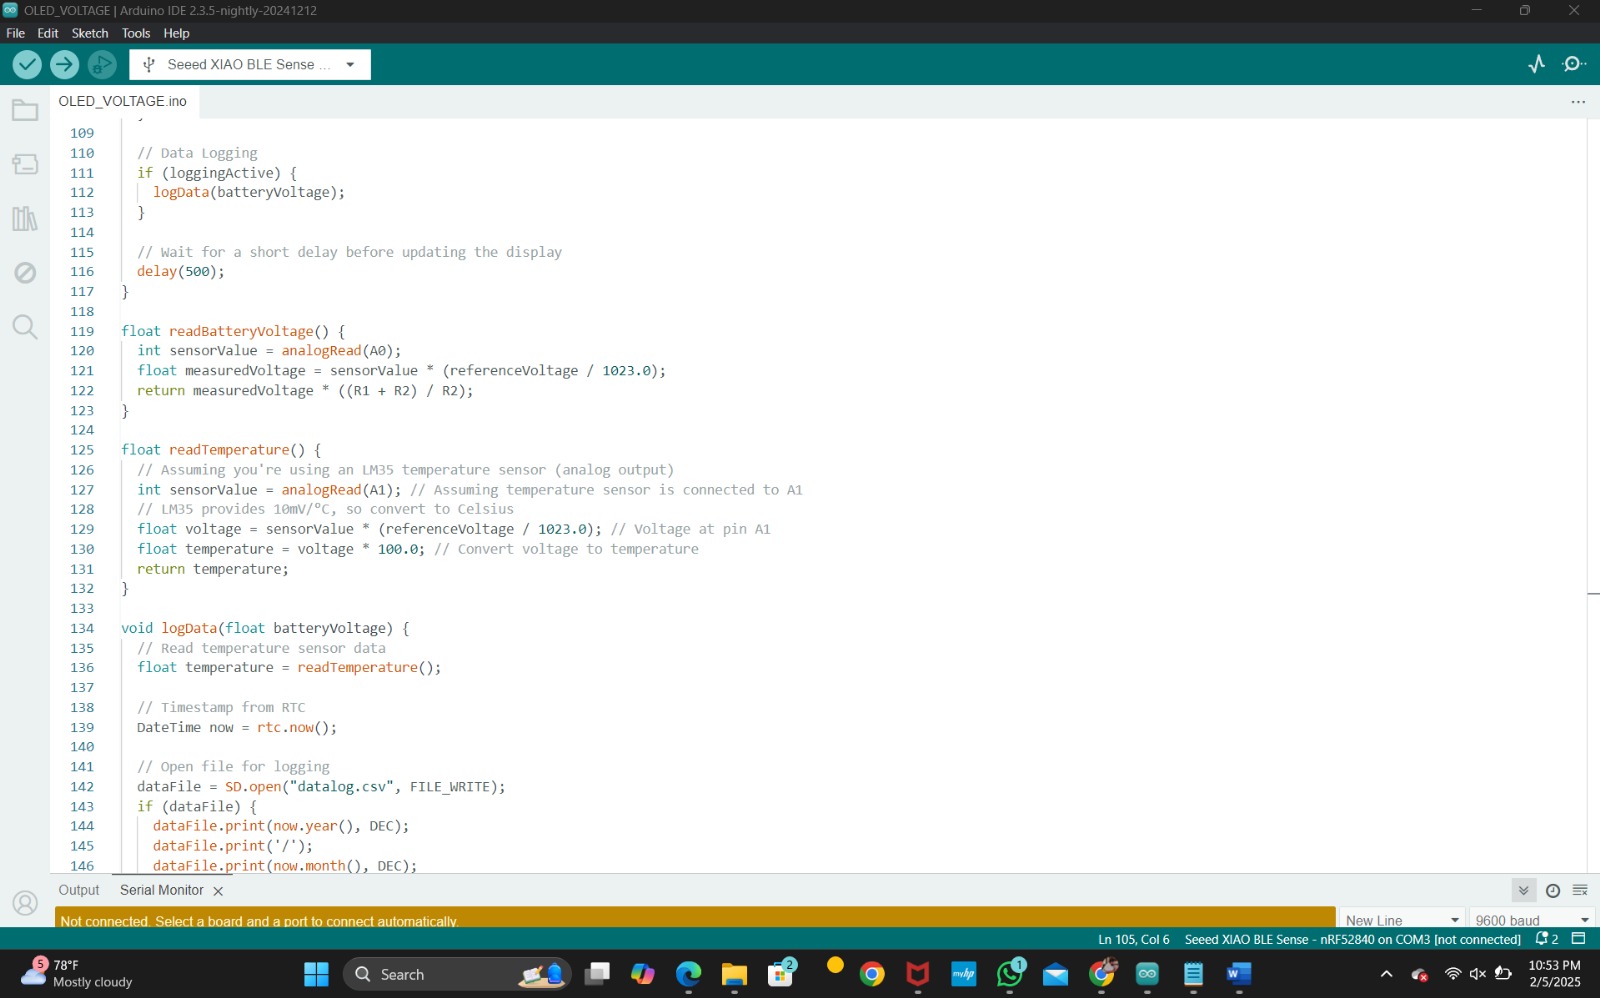 OLED_VOLTAGE | Arduino IDE 2.3.5-nightly-20241212
File Edit Sketch Tools Help
Seeed XIAO BLE Sense ...
OLED_VOLTAGE.ino
109
110 // Data Logging
111 if (loggingActive) {
112 logData(batteryVoltage);
113 }
114
115 // Wait for a short delay before updating the display
116 delay(500);
117 }
118
119 float readBatteryVoltage() {
120 int sensorValue = analogRead(A0);
121 float measuredVoltage = sensorValue * (referenceVoltage / 1023.0);
122 return measuredVoltage * ((R1 + R2) / R2);
123 }
124
125 float readTemperature() {
126 // Assuming you're using an LM35 temperature sensor (analog output)
127 int sensorValue = analogRead(A1); // Assuming temperature sensor is connected to A1
128 // LM35 provides 10mV/°C, so convert to Celsius
129 float voltage = sensorValue * (referenceVoltage / 1023.0); // Voltage at pin A1
130 float temperature = voltage * 100.0; // Convert voltage to temperature
131 return temperature;
132 }
133
134 void logData(float batteryVoltage) {
135 // Read temperature sensor data
136 float temperature = readTemperature();
137
138 // Timestamp from RTC
139 DateTime now = rtc.now();
140
141 // Open file for logging
142 dataFile = SD.open("datalog.csv", FILE_WRITE);
143 if (dataFile) {
144 dataFile.print(now.year(), DEC);
145 dataFile.print('/');
146 dataFile.print(now.month(), DEC);
Output Serial Monitor
Not connected. Select a board and a port to connect automatically.
New Line 9600 baud
Ln 105, Col 6 Seeed XIAO BLE Sense - nRF52840 on COM3 [not connected] 2
5
78°F
Mostly cloudy
Search
2
myhp
1
10:53 PM
2/5/2025